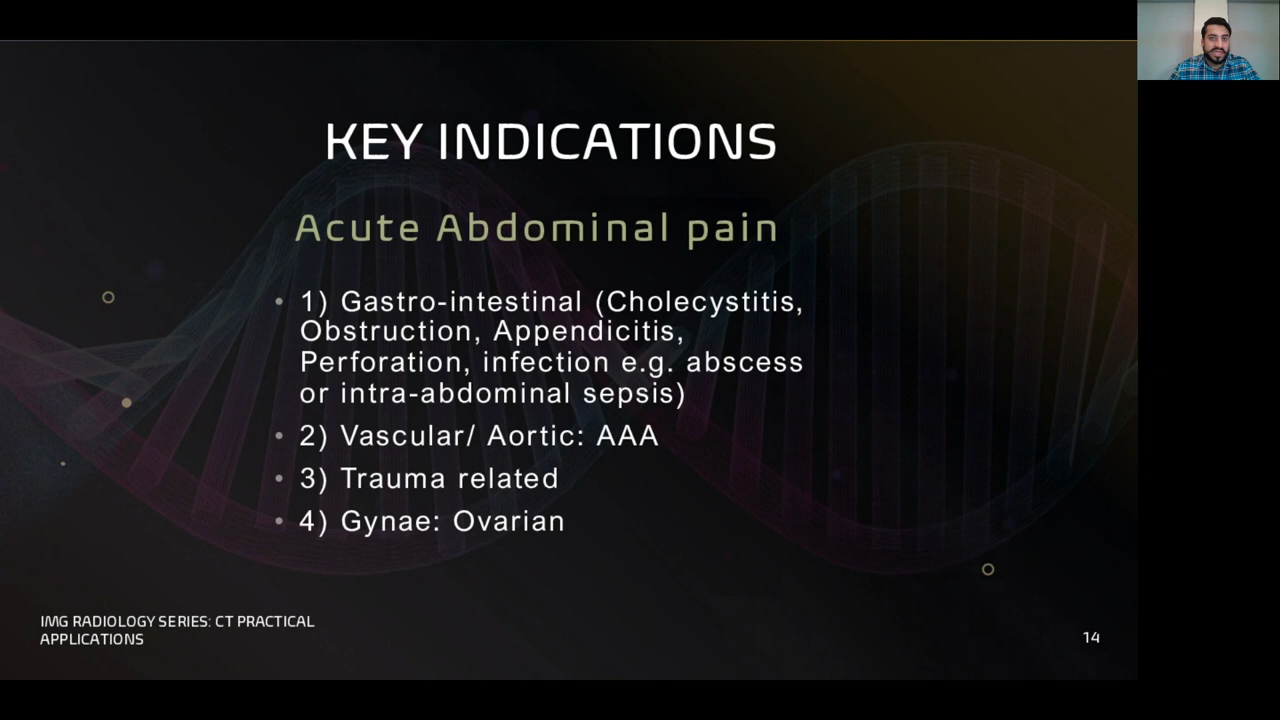 KEY INDICATIONS
Acute Abdominal pain
• 1) Gastro-intestinal (Cholecystitis,
Obstruction, Appendicitis,
Perforation, infection e.g. abscess
or intra-abdominal sepsis)
• 2) Vascular/ Aortic: AAA
• 3) Trauma related
• 4) Gynae: Ovarian
IMG RADIOLOGY SERIES: CT PRACTICAL
APPLICATIONS
14